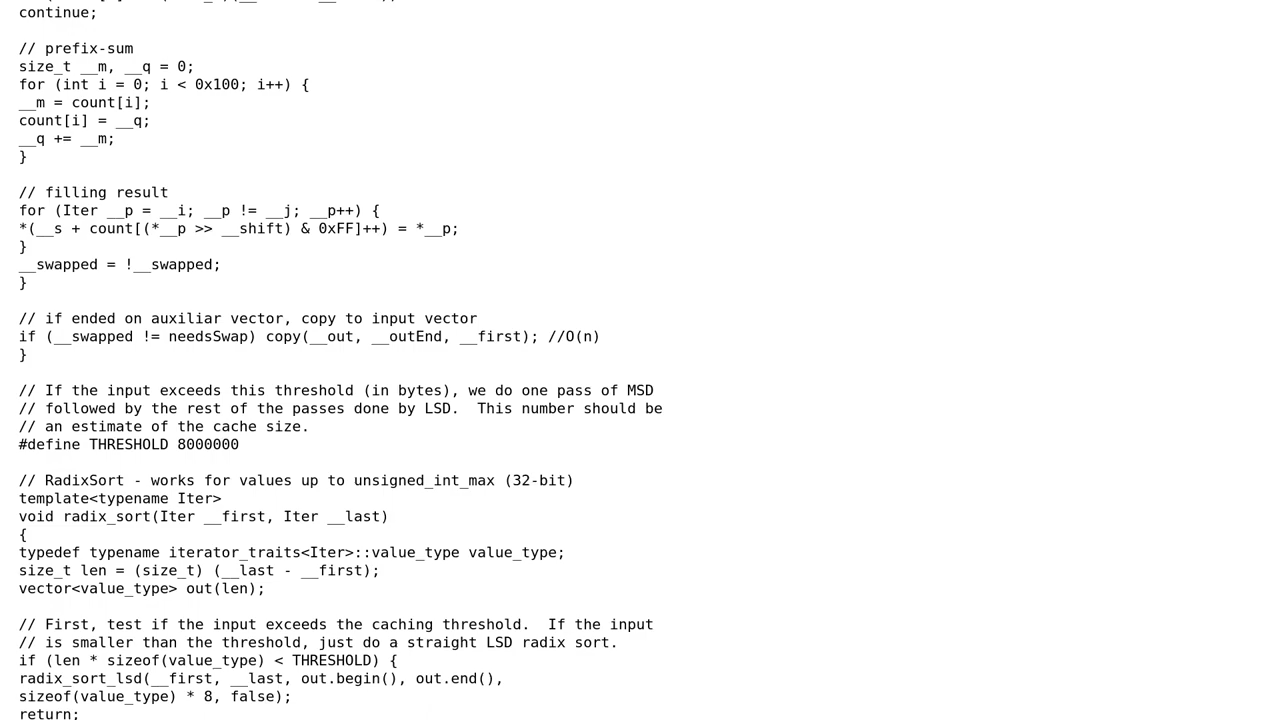 continue;

// prefix-sum
size_t __m, __q = 0;
for (int i = 0; i < 0x100; i++) {
__m = count[i];
count[i] = __q;
__q += __m;
}

// filling result
for (Iter __p = __i; __p != __j; __p++) {
*(__s + count[(*__p >> __shift) & 0xFF]++) = *__p;
}
__swapped = !__swapped;
}

// if ended on auxiliar vector, copy to input vector
if (__swapped != needsSwap) copy(__out, __outEnd, __first); //O(n)
}

// If the input exceeds this threshold (in bytes), we do one pass of MSD
// followed by the rest of the passes done by LSD.  This number should be
// an estimate of the cache size.
#define THRESHOLD 8000000

// RadixSort - works for values up to unsigned_int_max (32-bit)
template<typename Iter>
void radix_sort(Iter __first, Iter __last)
{
typedef typename iterator_traits<Iter>::value_type value_type;
size_t len = (size_t) (__last - __first);
vector<value_type> out(len);

// First, test if the input exceeds the caching threshold.  If the input
// is smaller than the threshold, just do a straight LSD radix sort.
if (len * sizeof(value_type) < THRESHOLD) {
radix_sort_lsd(__first, __last, out.begin(), out.end(),
sizeof(value_type) * 8, false);
return;